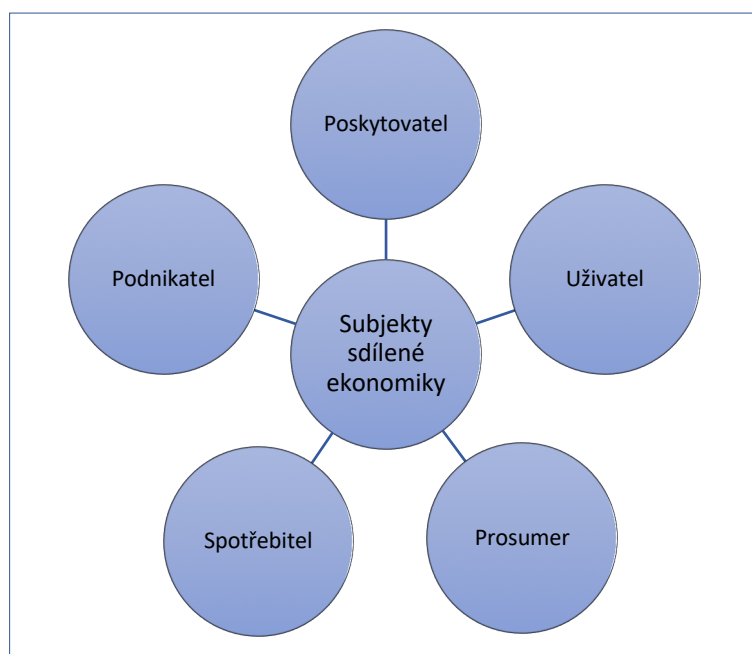 Poskytovatel
Podnikatel
Uživatel
Subjekty
sdílené
ekonomiky
Spotřebitel
Prosumer